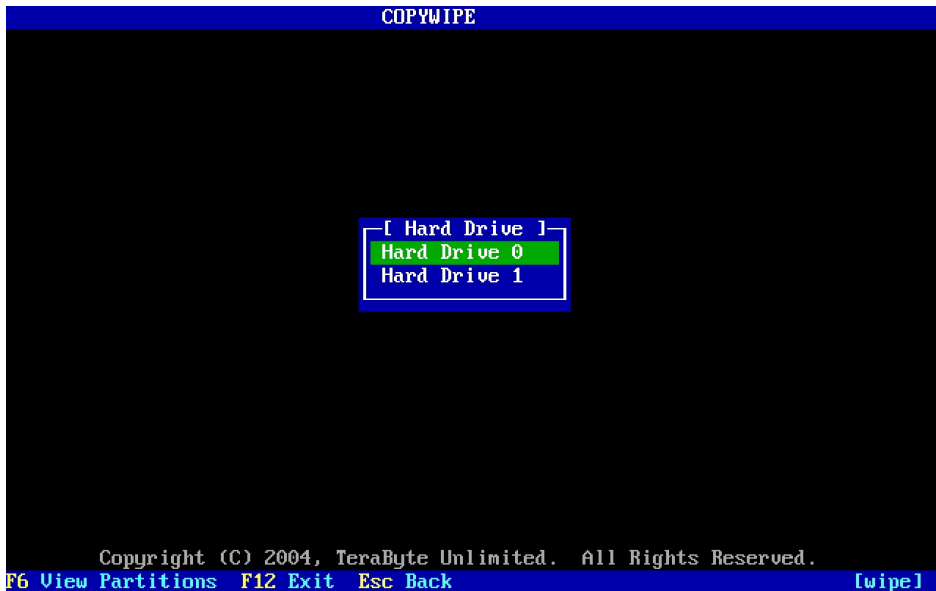 COPYWIPE
[ Hard Drive ]
Hard Drive 0
Hard Drive 1
Copyright (C) 2004, TeraByte Unlimited. All Rights Reserved.
F6 View Partitions F12 Exit Esc Back [wipe]